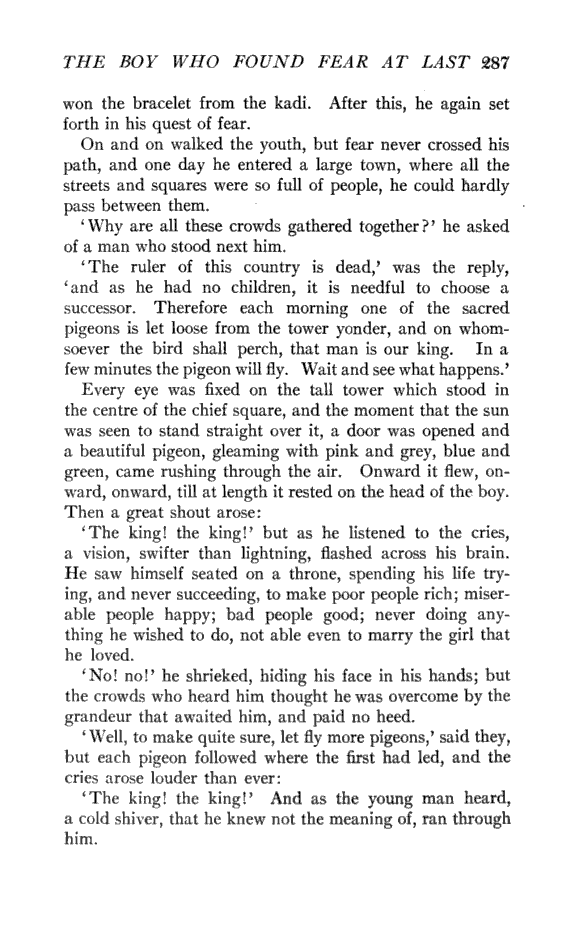 THE BOY WHO FOUND FEAR AT LAST 287
won the bracelet from the kadi. After this, he again set
forth in his quest of fear.
On and on walked the youth, but fear never crossed his
path, and one day he entered a large town, where all the
streets and squares were so full of people, he could hardly
pass between them.
‘Why are all these crowds gathered together?’ he asked
of a man who stood next him.
‘The ruler of this country is dead,’ was the reply,
‘and as he had no children, it is needful to choose a
successor. Therefore each morning one of the sacred
pigeons is let loose from the tower yonder, and on whom-
soever the bird shall perch, that man is our king. In a
few minutes the pigeon will fly. Wait and see what happens.’
Every eye was fixed on the tall tower which stood in
the centre of the chief square, and the moment that the sun
was seen to stand straight over it, a door was opened and
a beautiful pigeon, gleaming with pink and grey, blue and
green, came rushing through the air. Onward it flew, on-
ward, onward, till at length it rested on the head of the boy.
Then a great shout arose:
‘The king! the king!’ but as he listened to the cries,
a vision, swifter than lightning, flashed across his brain.
He saw himself seated on a throne, spending his life try-
ing, and never succeeding, to make poor people rich; miser-
able people happy; bad people good; never doing any-
thing he wished to do, not able even to marry the girl that
he loved.
‘No! no!’ he shrieked, hiding his face in his hands; but
the crowds who heard him thought he was overcome by the
grandeur that awaited him, and paid no heed.
‘Well, to make quite sure, let fly more pigeons,’ said they,
but each pigeon followed where the first had led, and the
cries arose louder than ever:
‘The king! the king!’ And as the young man heard,
a cold shiver, that he knew not the meaning of, ran through
him.